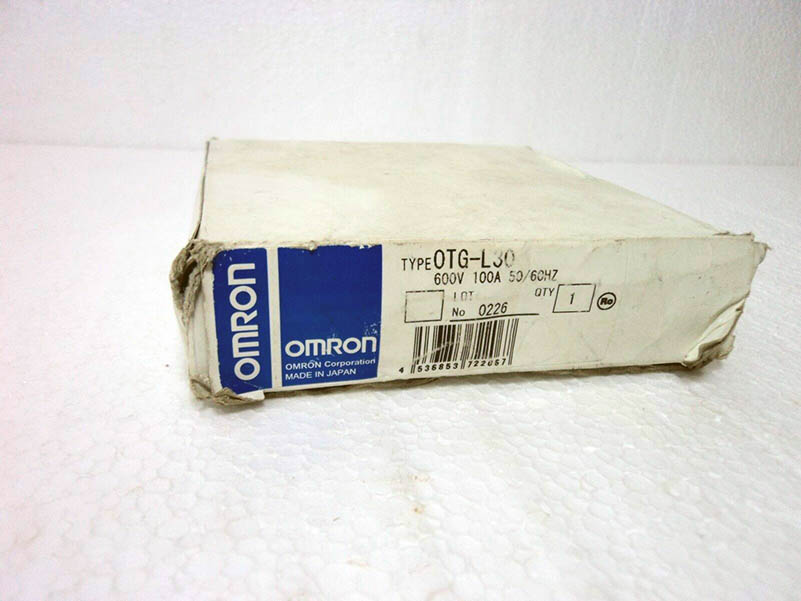 OMRON
OMRON
OMRON Corporation
MADE IN JAPAN
TYPE OTG-L30
600V 100A 50/60HZ
LOT
No 0226
QTY
1
4 536853